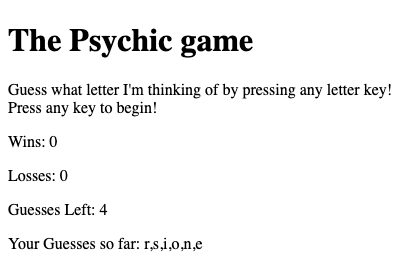 The Psychic game
Guess what letter I'm thinking of by pressing any letter key!
Press any key to begin!
Wins: 0
Losses: 0
Guesses Left: 4
Your Guesses so far: r,s,i,o,n,e